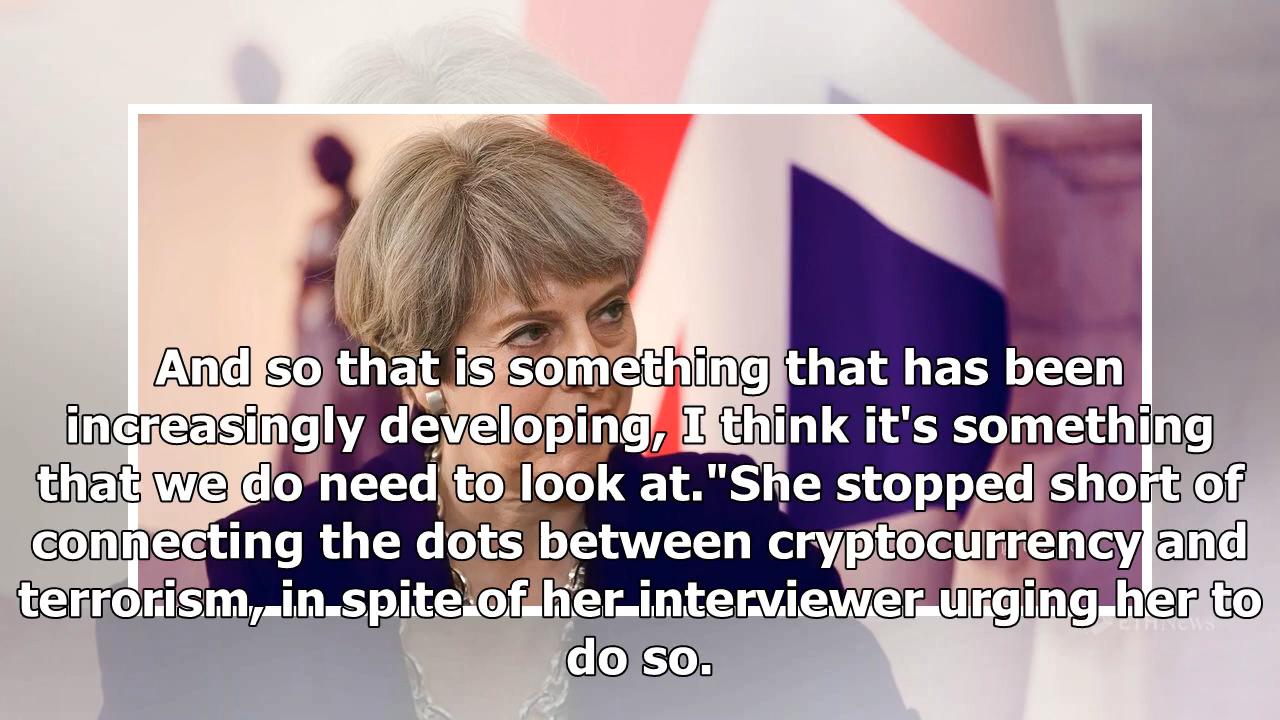 And so that is something that has been
increasingly developing, I think it's something
that we do need to look at."She stopped short of
connecting the dots between cryptocurrency and
terrorism, in spite of her interviewer urging her to
do so.
ETHNews